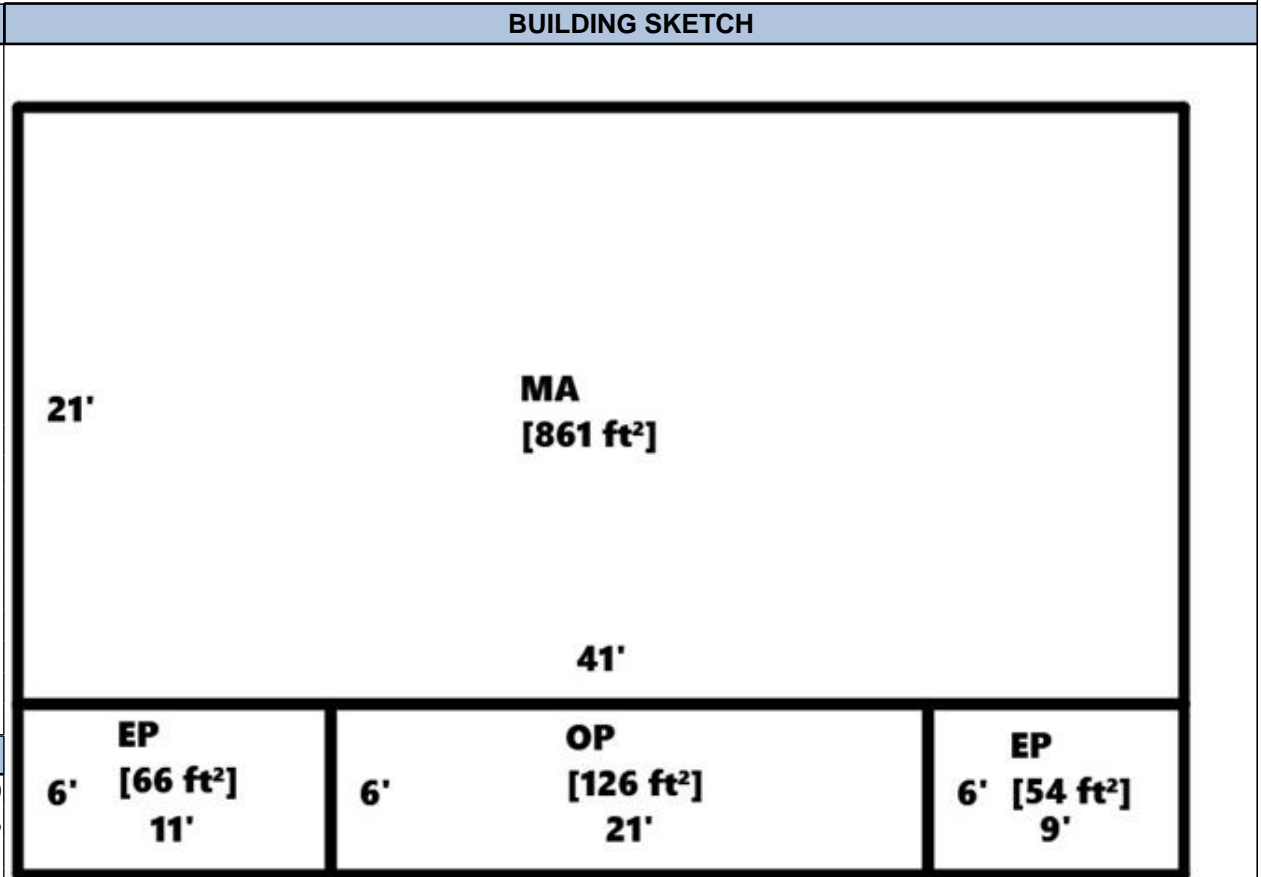 BUILDING SKETCH
MA
21'
[861 ft²]
41'
EP
[66 ft²]
6'
11'
OP
[126 ft²]
6'
21'
EP
6' [54 ft²]
9'